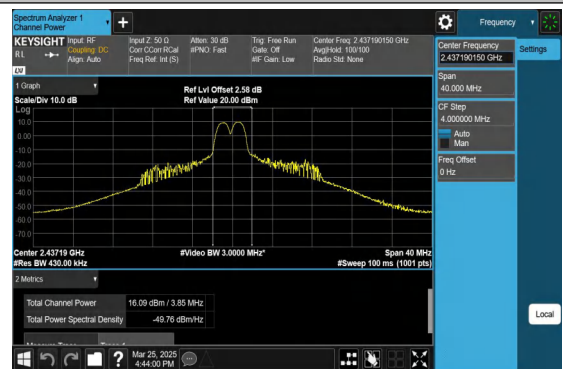 Spectrum Analyzer 1
Channel Power
Frequency
KEYSIGHT
Input: RF
Coupling: DC
Align: Auto
Input Z: 50 Ω
Corr CCorr RCal
Freq Ref: Int (S)
Atten: 30 dB
#PNO: Fast
Trig: Free Run
Gate: Off
#IF Gain: Low
Center Freq: 2.437190150 GHz
Avg|Hold: 100/100
Radio Std: None
RL
LXI
1 Graph
Scale/Div 10.0 dB
Ref Lvl Offset 2.58 dB
Ref Value 20.00 dBm
Log
10.0
0.00
-10.0
-20.0
-30.0
-40.0
-50.0
-60.0
-70.0
Center 2.43719 GHz
#Res BW 430.00 kHz
#Video BW 3.0000 MHz*
Span 40 MHz
#Sweep 100 ms (1001 pts)
2 Metrics
Total Channel Power 16.09 dBm / 3.85 MHz
Total Power Spectral Density -49.76 dBm/Hz
Mar 25, 2025
4:44:00 PM
Center Frequency
2.437190150 GHz
Settings
Span
40.000 MHz
CF Step
4.000000 MHz
Auto
Man
Freq Offset
0 Hz
Local